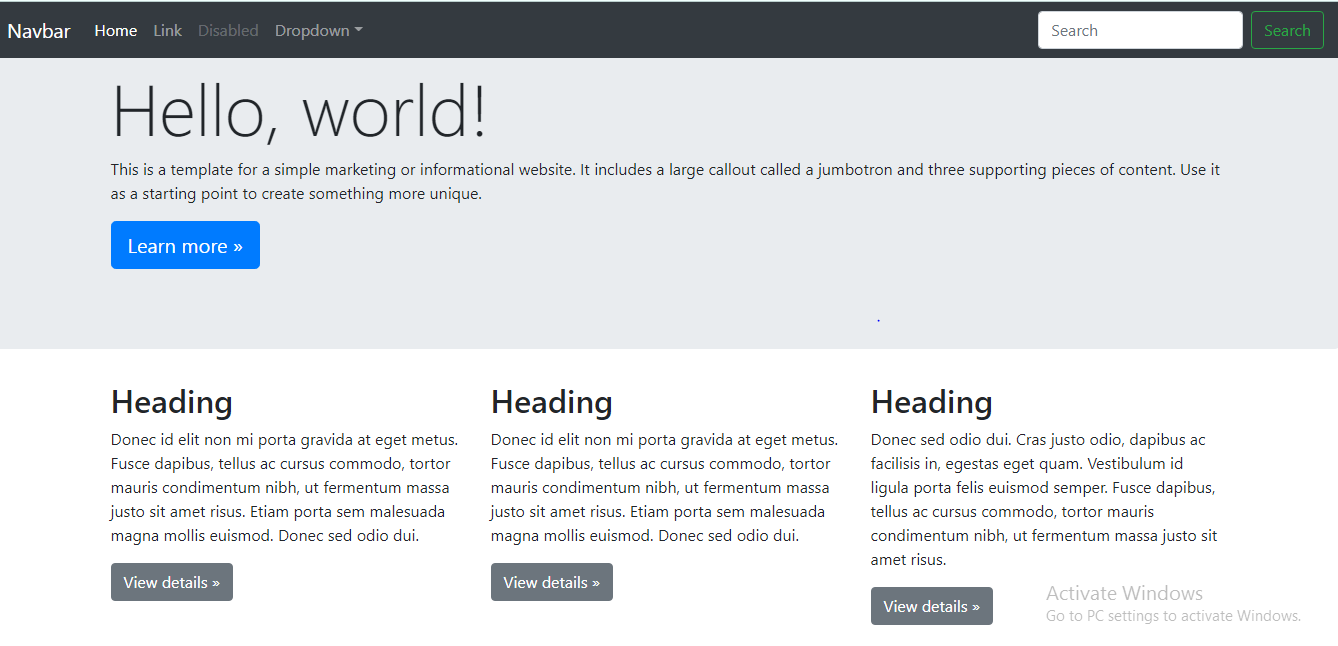 Navbar Home Link Disabled Dropdown Search Search
Hello, world!
This is a template for a simple marketing or informational website. It includes a large callout called a jumbotron and three supporting pieces of content. Use it
as a starting point to create something more unique.
Learn more »
Heading
Donec id elit non mi porta gravida at eget metus.
Fusce dapibus, tellus ac cursus commodo, tortor
mauris condimentum nibh, ut fermentum massa
justo sit amet risus. Etiam porta sem malesuada
magna mollis euismod. Donec sed odio dui.
View details »
Heading
Donec id elit non mi porta gravida at eget metus.
Fusce dapibus, tellus ac cursus commodo, tortor
mauris condimentum nibh, ut fermentum massa
justo sit amet risus. Etiam porta sem malesuada
magna mollis euismod. Donec sed odio dui.
View details »
Heading
Donec sed odio dui. Cras justo odio, dapibus ac
facilisis in, egestas eget quam. Vestibulum id
ligula porta felis euismod semper. Fusce dapibus,
tellus ac cursus commodo, tortor mauris
condimentum nibh, ut fermentum massa justo sit
amet risus.
View details »
Activate Windows
Go to PC settings to activate Windows.